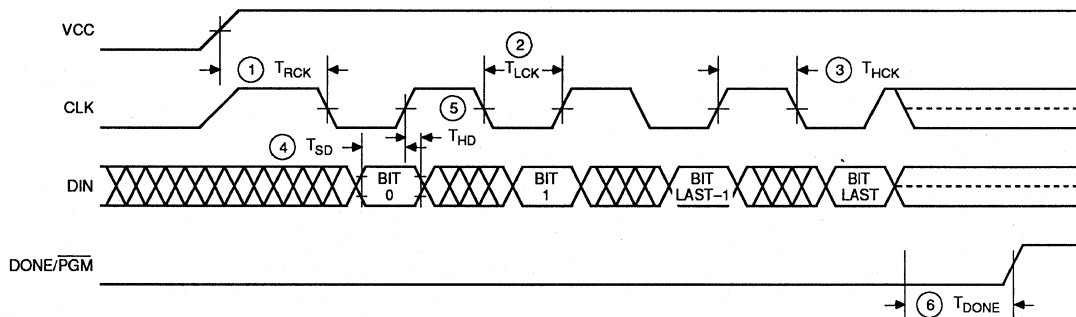 VCC
2
1 TRCK
TLCK
3 THCK
CLK
5
4 TSD
THD
DIN
BIT 0
BIT 1
BIT LAST–1
BIT LAST
DONE/PGM
6 TDONE